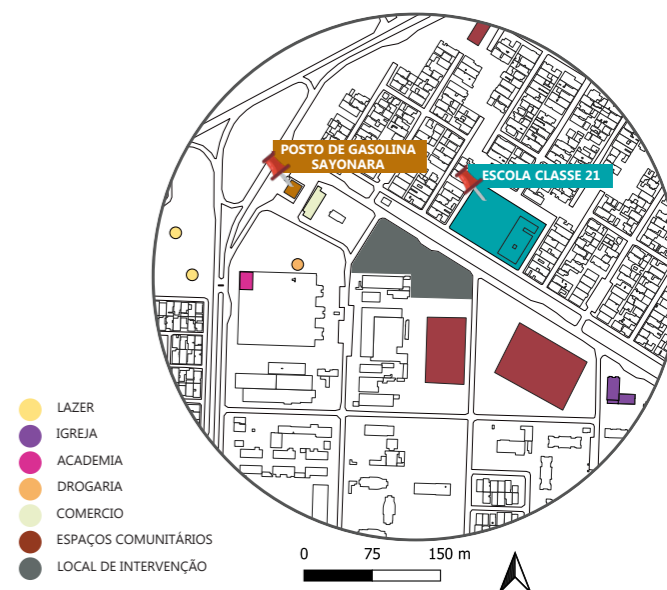 POSTO DE GASOLINA
SAYONARA
ESCOLA CLASSE 21
LAZER
IGREJA
ACADEMIA
DROGARIA
COMERCIO
ESPAÇOS COMUNITÁRIOS
LOCAL DE INTERVENÇÃO
0 75 150 m